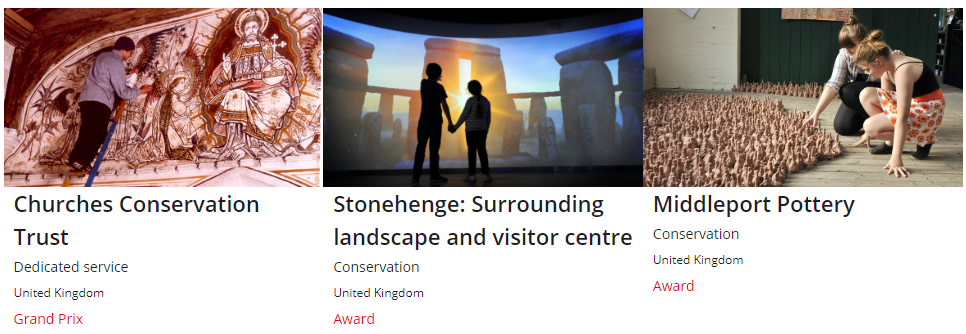 Churches Conservation
Trust
Dedicated service
United Kingdom
Grand Prix
Stonehenge: Surrounding
landscape and visitor centre
Conservation
United Kingdom
Award
Middleport Pottery
Conservation
United Kingdom
Award